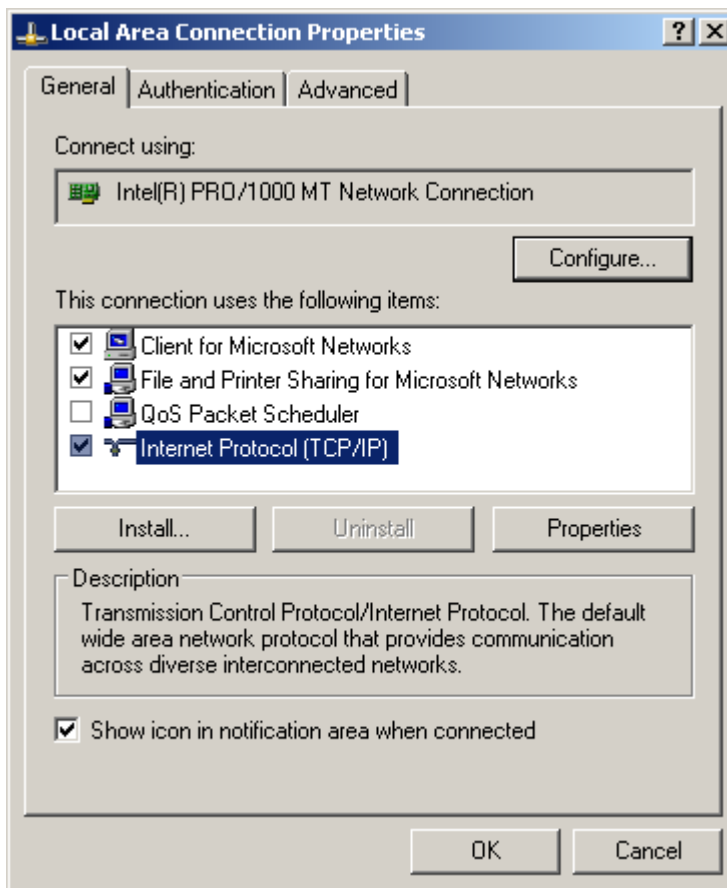 Local Area Connection Properties
General Authentication Advanced
Connect using:
Intel(R) PRO/1000 MT Network Connection
Configure...
This connection uses the following items:
Client for Microsoft Networks
File and Printer Sharing for Microsoft Networks
QoS Packet Scheduler
Internet Protocol (TCP/IP)
Install... Uninstall Properties
Description
Transmission Control Protocol/Internet Protocol. The default
wide area network protocol that provides communication
across diverse interconnected networks.
Show icon in notification area when connected
OK Cancel